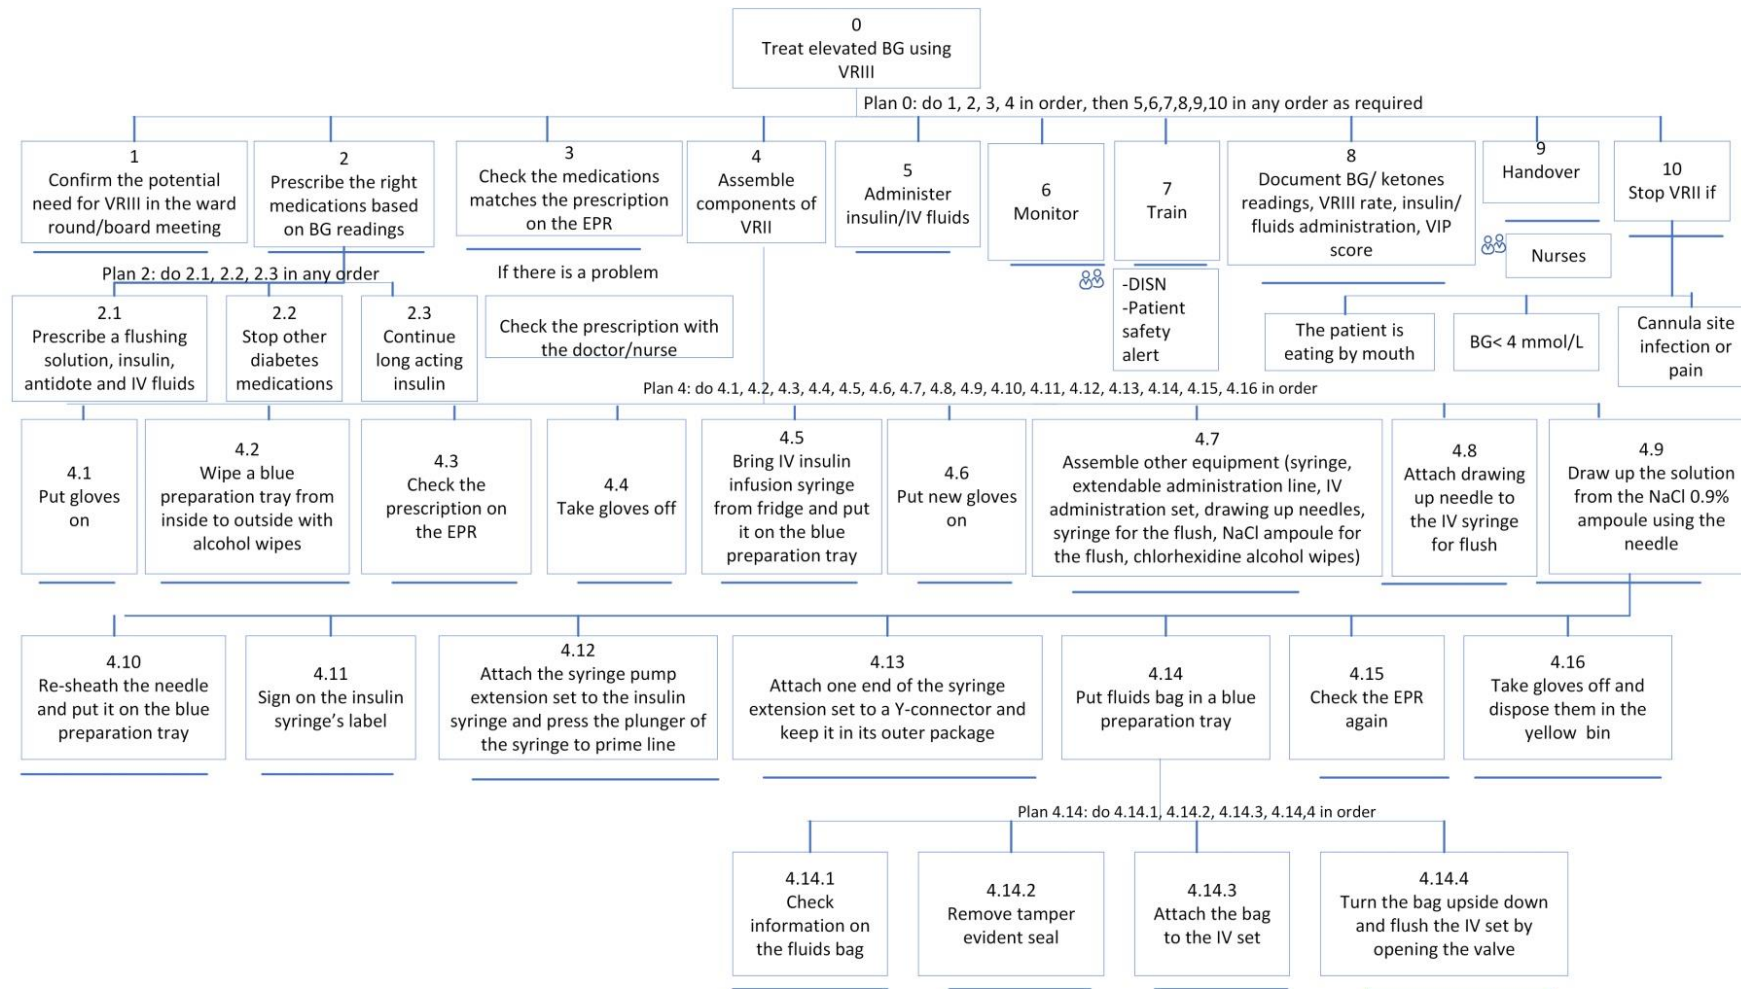 0
Treat elevated BG using
VRIII
Plan 0: do 1, 2, 3, 4 in order, then 5,6,7,8,9,10 in any order as required
1
Confirm the potential
need for VRIII in the ward
round/board meeting
2
Prescribe the right
medications based
on BG readings
3
Check the medications
matches the prescription
on the EPR
4
Assemble
components of
VRII
5
Administer
insulin/IV fluids
6
Monitor
7
Train
8
Document BG/ ketones
readings, VRIII rate, insulin/
fluids administration, VIP
score
9
Handover
10
Stop VRII if
Nurses
Plan 2: do 2.1, 2.2, 2.3 in any order
If there is a problem
-DISN
-Patient
safety
alert
2.1
Prescribe a flushing
solution, insulin,
antidote and IV fluids
2.2
Stop other
diabetes
medications
2.3
Continue
long acting
insulin
Check the prescription with
the doctor/nurse
The patient is
eating by mouth
BG< 4 mmol/L
Cannula site
infection or
pain
Plan 4: do 4.1, 4.2, 4.3, 4.4, 4.5, 4.6, 4.7, 4.8, 4.9, 4.10, 4.11, 4.12, 4.13, 4.14, 4.15, 4.16 in order
4.1
Put gloves
on
4.2
Wipe a blue
preparation tray from
inside to outside with
alcohol wipes
4.3
Check the
prescription on
the EPR
4.4
Take gloves off
4.5
Bring IV insulin
infusion syringe
from fridge and put
it on the blue
preparation tray
4.6
Put new gloves
on
4.7
Assemble other equipment (syringe,
extendable administration line, IV
administration set, drawing up needles,
syringe for the flush, NaCl ampoule for
the flush, chlorhexidine alcohol wipes)
4.8
Attach drawing
up needle to
the IV syringe
for flush
4.9
Draw up the solution
from the NaCl 0.9%
ampoule using the
needle
4.10
Re-sheath the needle
and put it on the blue
preparation tray
4.11
Sign on the insulin
syringe’s label
4.12
Attach the syringe pump
extension set to the insulin
syringe and press the plunger of
the syringe to prime line
4.13
Attach one end of the syringe
extension set to a Y-connector and
keep it in its outer package
4.14
Put fluids bag in a blue
preparation tray
4.15
Check the EPR
again
4.16
Take gloves off and
dispose them in the
yellow bin
Plan 4.14: do 4.14.1, 4.14.2, 4.14.3, 4.14,4 in order
4.14.1
Check
information on
the fluids bag
4.14.2
Remove tamper
evident seal
4.14.3
Attach the bag
to the IV set
4.14.4
Turn the bag upside down
and flush the IV set by
opening the valve